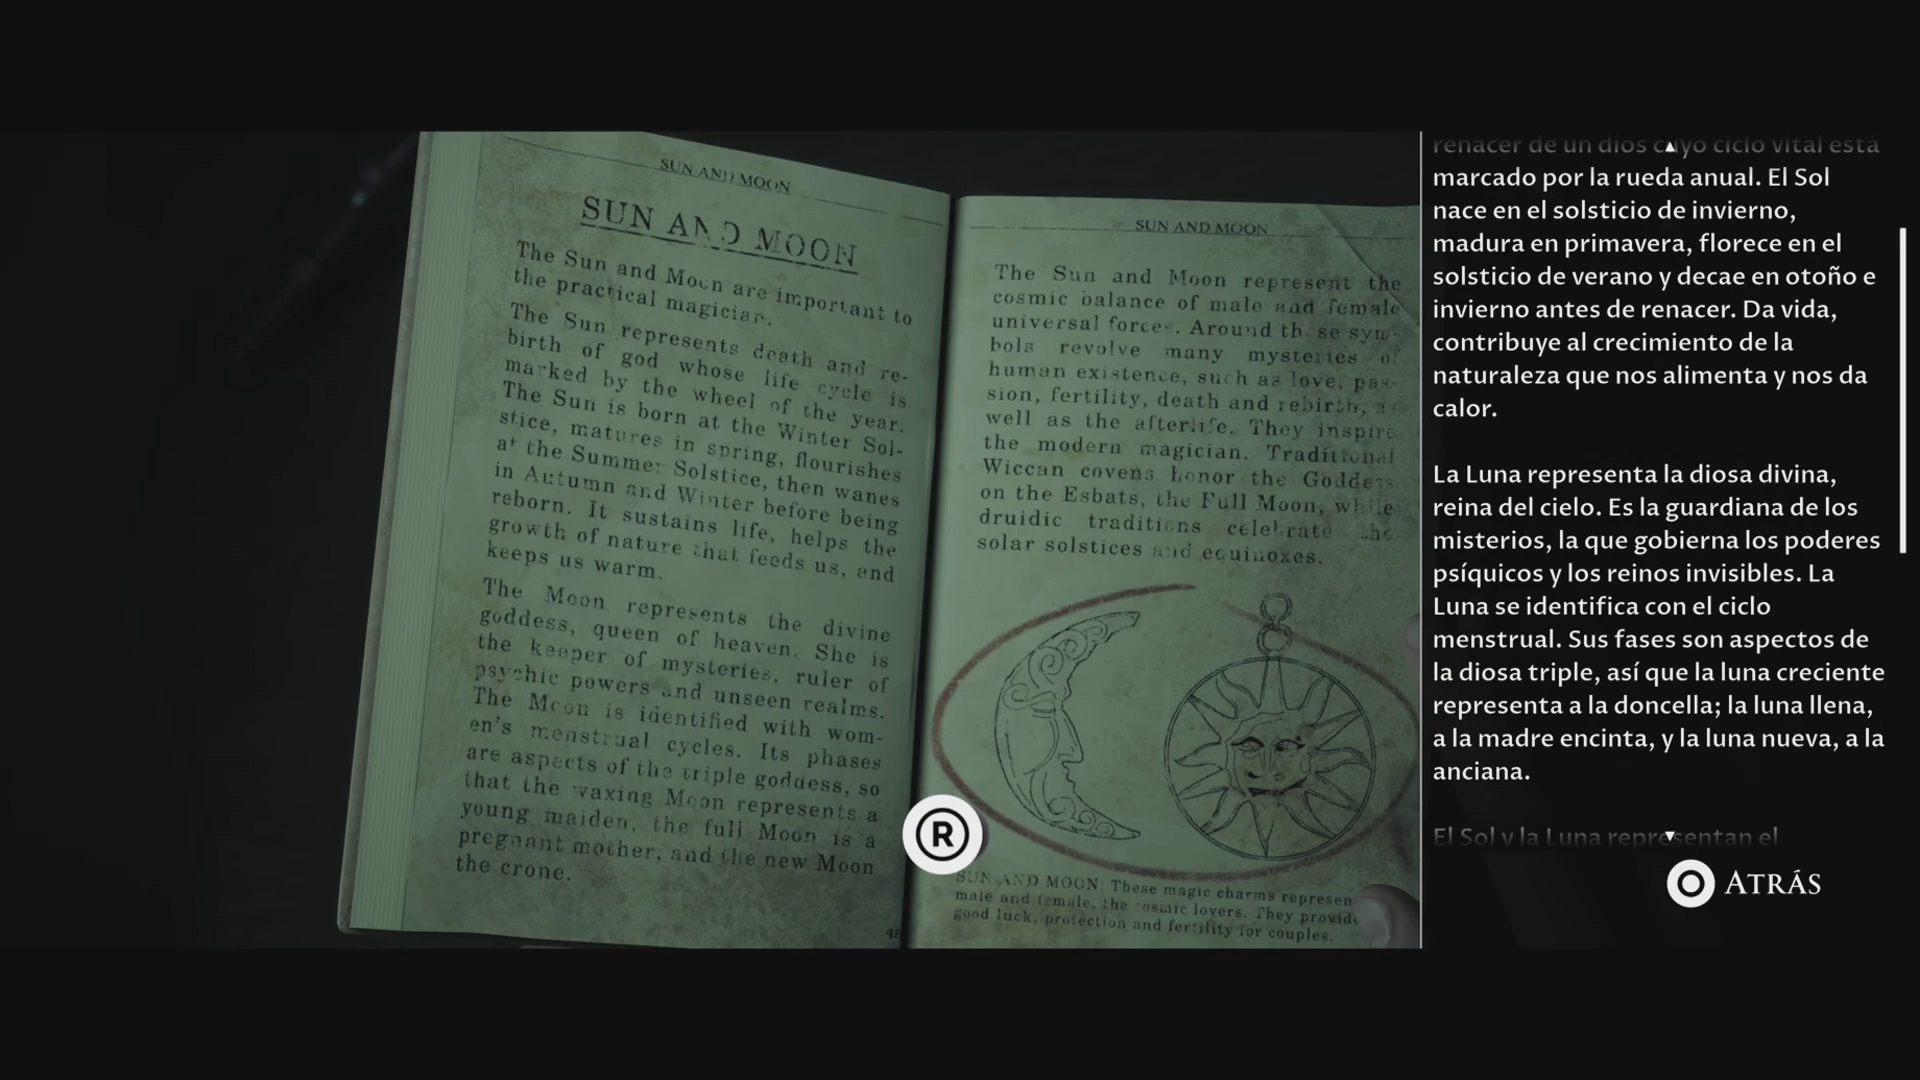 SUN AND MOON
SUN AND MOON
The Sun and Moon are important to
the practical magician.
The Sun represents death and re-
birth of god whose life cycle is
marked by the wheel of the year.
The Sun is born at the Winter Sol-
stice, matures in spring, flourishes
at the Summer Solstice, then wanes
in Autumn and Winter before being
reborn. It sustains life, helps the
growth of nature that feeds us, and
keeps us warm.
The Moon represents the divine
goddess, queen of heaven. She is
the keeper of mysteries, ruler of
psychic powers and unseen realms.
The Moon is identified with wom-
en's menstrual cycles. Its phases
are aspects of the triple goddess, so
that the waxing Moon represents a
young maiden, the full Moon is a
pregnant mother, and the new Moon
the crone.
48
SUN AND MOON
The Sun and Moon represent the
cosmic balance of male and female
universal forces. Around these sym-
bols revolve many mysteries of
human existence, such as love, pas-
sion, fertility, death and rebirth, as
well as the afterlife. They inspire
the modern magician. Traditional
Wiccan covens honor the Goddess
on the Esbats, the Full Moon, while
druidic traditions celebrate the
solar solstices and equinoxes.
SUN AND MOON: These magic charms represen
male and female, the cosmic lovers. They provide
good luck, protection and fertility for couples.
R
renacer de un dios cuyo ciclo vital está
marcado por la rueda anual. El Sol
nace en el solsticio de invierno,
madura en primavera, florece en el
solsticio de verano y decae en otoño e
invierno antes de renacer. Da vida,
contribuye al crecimiento de la
naturaleza que nos alimenta y nos da
calor.
La Luna representa la diosa divina,
reina del cielo. Es la guardiana de los
misterios, la que gobierna los poderes
psíquicos y los reinos invisibles. La
Luna se identifica con el ciclo
menstrual. Sus fases son aspectos de
la diosa triple, así que la luna creciente
representa a la doncella; la luna llena,
a la madre encinta, y la luna nueva, a la
anciana.
El Sol y la Luna representan el
ATRÁS